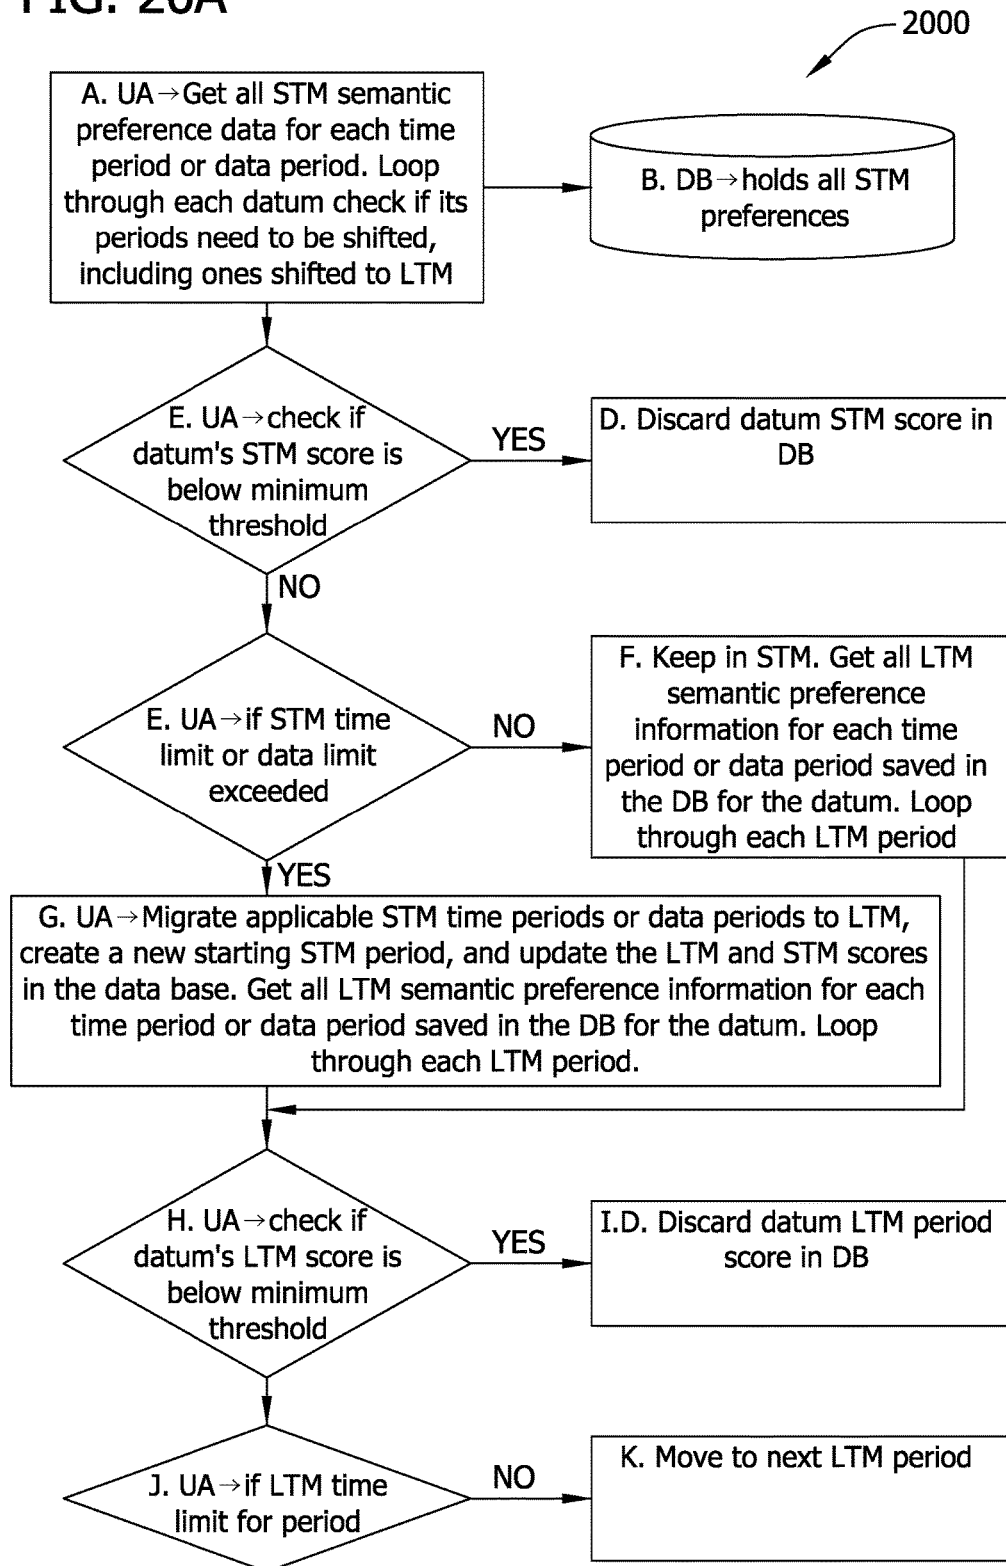 FIG. 20A
2000
A. UA→Get all STM semantic
preference data for each time
period or data period. Loop
through each datum check if its
periods need to be shifted,
including ones shifted to LTM
B. DB→holds all STM
preferences
E. UA→check if
datum's STM score is
below minimum
threshold
YES
D. Discard datum STM score in
DB
NO
E. UA→if STM time
limit or data limit
exceeded
NO
F. Keep in STM. Get all LTM
semantic preference
information for each time
period or data period saved in
the DB for the datum. Loop
through each LTM period
YES
G. UA→Migrate applicable STM time periods or data periods to LTM,
create a new starting STM period, and update the LTM and STM scores
in the data base. Get all LTM semantic preference information for each
time period or data period saved in the DB for the datum. Loop
through each LTM period.
H. UA→check if
datum's LTM score is
below minimum
threshold
YES
I.D. Discard datum LTM period
score in DB
J. UA→if LTM time
limit for period
NO
K. Move to next LTM period